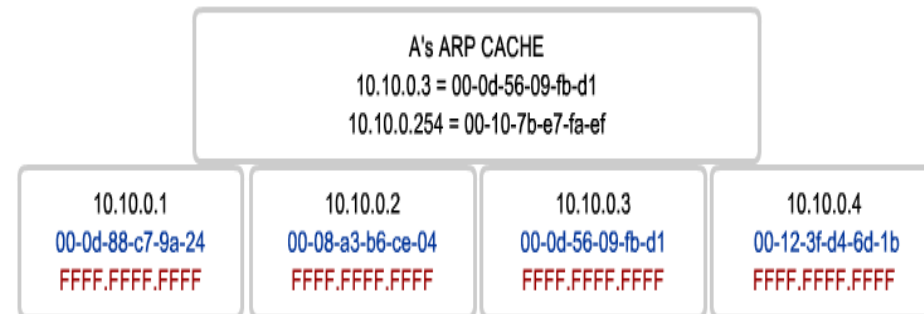 A's ARP CACHE
10.10.0.3 = 00-0d-56-09-fb-d1
10.10.0.254 = 00-10-7b-e7-fa-ef
10.10.0.1
00-0d-88-c7-9a-24
FFFF.FFFF.FFFF
10.10.0.2
00-08-a3-b6-ce-04
FFFF.FFFF.FFFF
10.10.0.3
00-0d-56-09-fb-d1
FFFF.FFFF.FFFF
10.10.0.4
00-12-3f-d4-6d-1b
FFFF.FFFF.FFFF